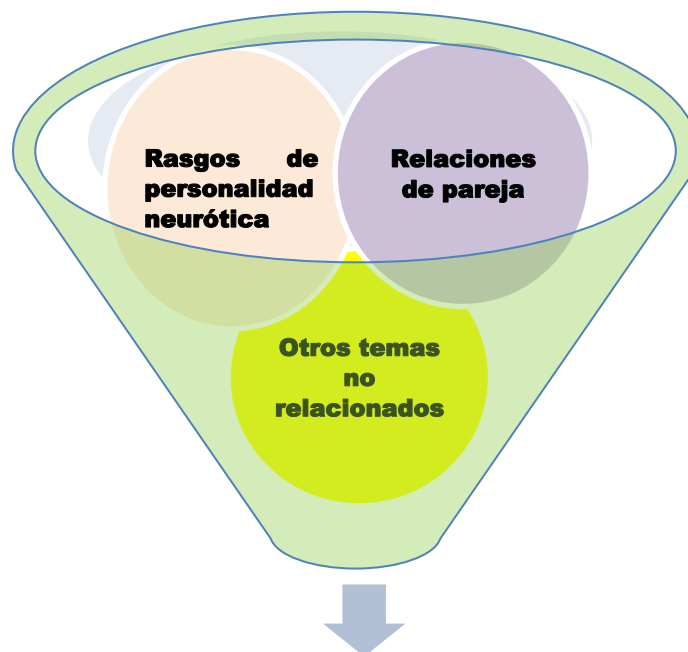 Rasgos de
personalidad
neurótica
Relaciones
de pareja
Otros temas
no
relacionados